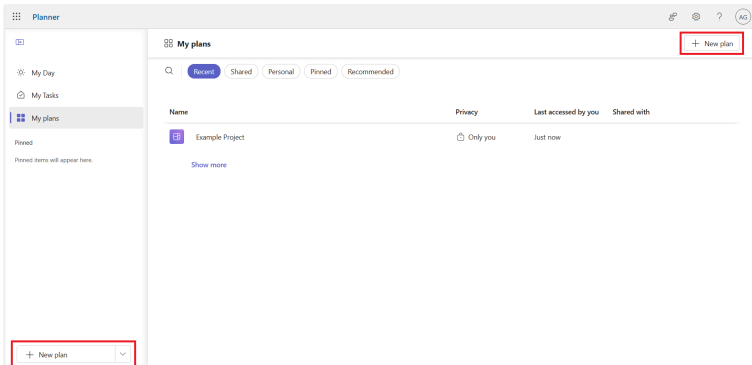 Planner
?
AG
My Day
My Tasks
My plans
Pinned
Pinned items will appear here.
+ New plan
My plans
+ New plan
Recent Shared Personal Pinned Recommended
Name Privacy Last accessed by you Shared with
Example Project Only you Just now
Show more